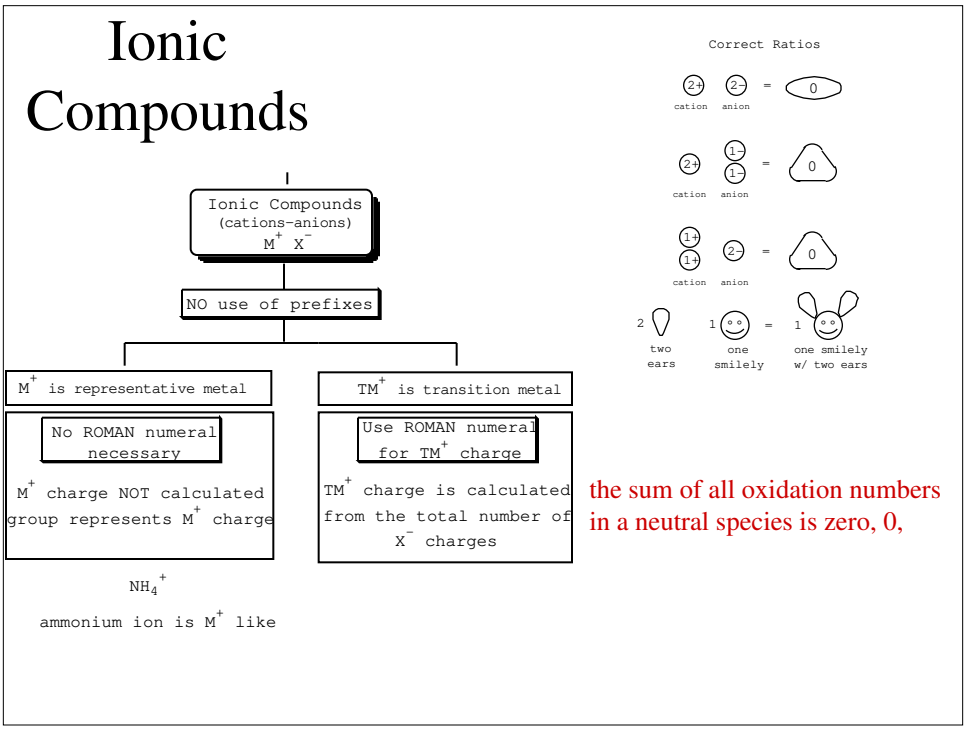 Ionic
Compounds
Ionic Compounds
(cations-anions)
M⁺ X⁻
NO use of prefixes
M⁺ is representative metal
No ROMAN numeral
necessary
M⁺ charge NOT calculated
group represents M⁺ charge
NH₄⁺
ammonium ion is M⁺ like
TM⁺ is transition metal
Use ROMAN numeral
for TM⁺ charge
TM⁺ charge is calculated
from the total number of
X⁻ charges
Correct Ratios
2+ 2- = 0
cation anion
1-
2+ = 0
1-
cation anion
1+
2- = 0
1+
cation anion
2 1 = 1
two one one smilely
ears smilely w/ two ears
the sum of all oxidation numbers
in a neutral species is zero, 0,